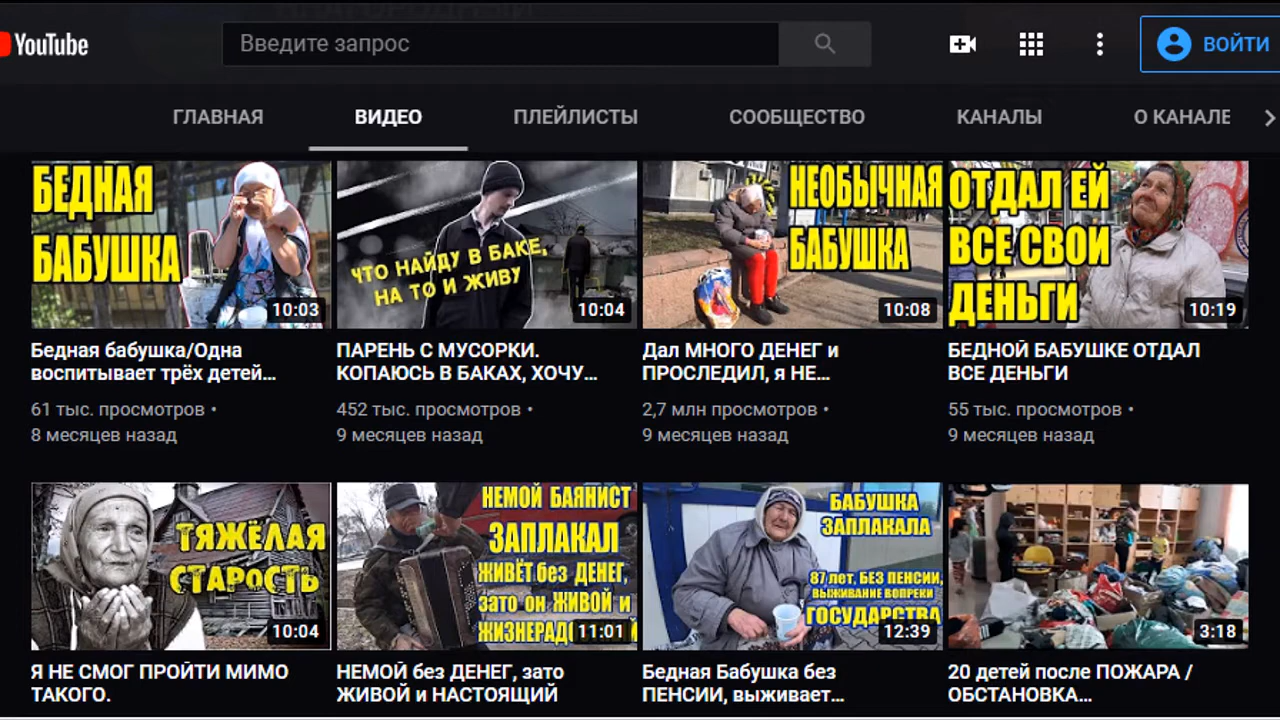 YouTube
Введите запрос
ВОЙТИ
ГЛАВНАЯ
ВИДЕО
ПЛЕЙЛИСТЫ
СООБЩЕСТВО
КАНАЛЫ
О КАНАЛЕ
БЕДНАЯ
БАБУШКА
10:03
ЧТО НАЙДУ В БАКЕ,
НА ТО И ЖИВУ
10:04
НЕОБЫЧНАЯ
БАБУШКА
10:08
ОТДАЛ ЕЙ
ВСЕ СВОИ
ДЕНЬГИ
10:19
Бедная бабушка/Одна
воспитывает трёх детей...
61 тыс. просмотров •
8 месяцев назад
ПАРЕНЬ С МУСОРКИ.
КОПАЮСЬ В БАКАХ, ХОЧУ...
452 тыс. просмотров •
9 месяцев назад
Дал МНОГО ДЕНЕГ и
ПРОСЛЕДИЛ, я НЕ...
2,7 млн просмотров •
9 месяцев назад
БЕДНОЙ БАБУШКЕ ОТДАЛ
ВСЕ ДЕНЬГИ
55 тыс. просмотров •
9 месяцев назад
ТЯЖЁЛАЯ
СТАРОСТЬ
10:04
НЕМОЙ БАЯНИСТ
ЗАПЛАКАЛ
ЖИВЁТ без ДЕНЕГ,
зато он ЖИВОЙ и
11:01
БАБУШКА
ЗАПЛАКАЛА
87 лет, БЕЗ ПЕНСИИ,
ВЫЖИВАНИЕ ВОПРЕКИ
ГОСУДАРСТВА
12:39
3:18
Я НЕ СМОГ ПРОЙТИ МИМО
ТАКОГО.
НЕМОЙ без ДЕНЕГ, зато
ЖИВОЙ и НАСТОЯЩИЙ
Бедная Бабушка без
ПЕНСИИ, выживает...
20 детей после ПОЖАРА /
ОБСТАНОВКА...